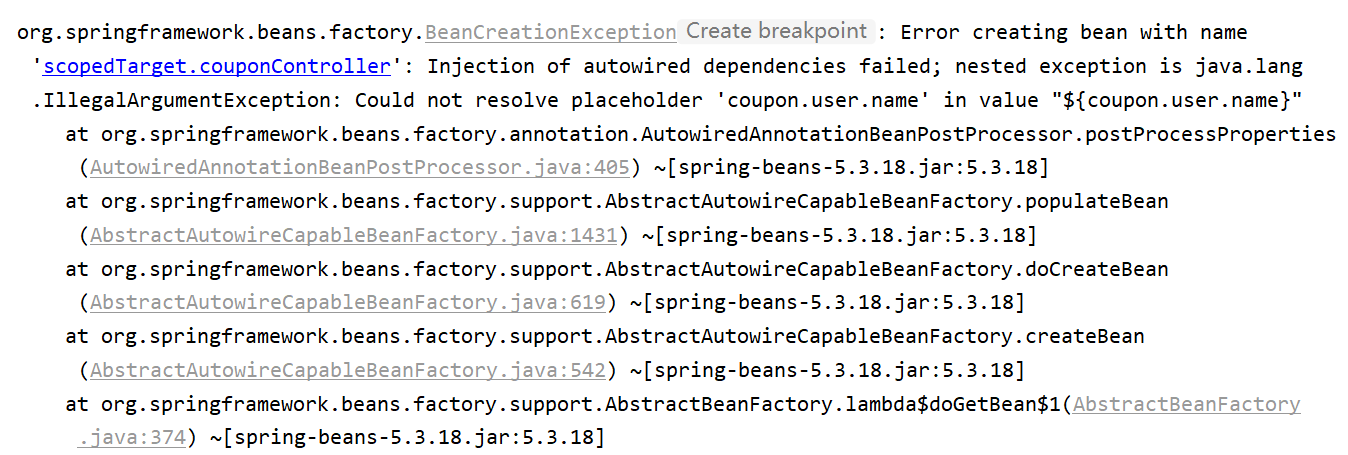 org.springframework.beans.factory.BeanCreationException Create breakpoint : Error creating bean with name
'scopedTarget.couponController': Injection of autowired dependencies failed; nested exception is java.lang
.IllegalArgumentException: Could not resolve placeholder 'coupon.user.name' in value "${coupon.user.name}"
at org.springframework.beans.factory.annotation.AutowiredAnnotationBeanPostProcessor.postProcessProperties
(AutowiredAnnotationBeanPostProcessor.java:405) ~[spring-beans-5.3.18.jar:5.3.18]
at org.springframework.beans.factory.support.AbstractAutowireCapableBeanFactory.populateBean
(AbstractAutowireCapableBeanFactory.java:1431) ~[spring-beans-5.3.18.jar:5.3.18]
at org.springframework.beans.factory.support.AbstractAutowireCapableBeanFactory.doCreateBean
(AbstractAutowireCapableBeanFactory.java:619) ~[spring-beans-5.3.18.jar:5.3.18]
at org.springframework.beans.factory.support.AbstractAutowireCapableBeanFactory.createBean
(AbstractAutowireCapableBeanFactory.java:542) ~[spring-beans-5.3.18.jar:5.3.18]
at org.springframework.beans.factory.support.AbstractBeanFactory.lambda$doGetBean$1(AbstractBeanFactory
.java:374) ~[spring-beans-5.3.18.jar:5.3.18]